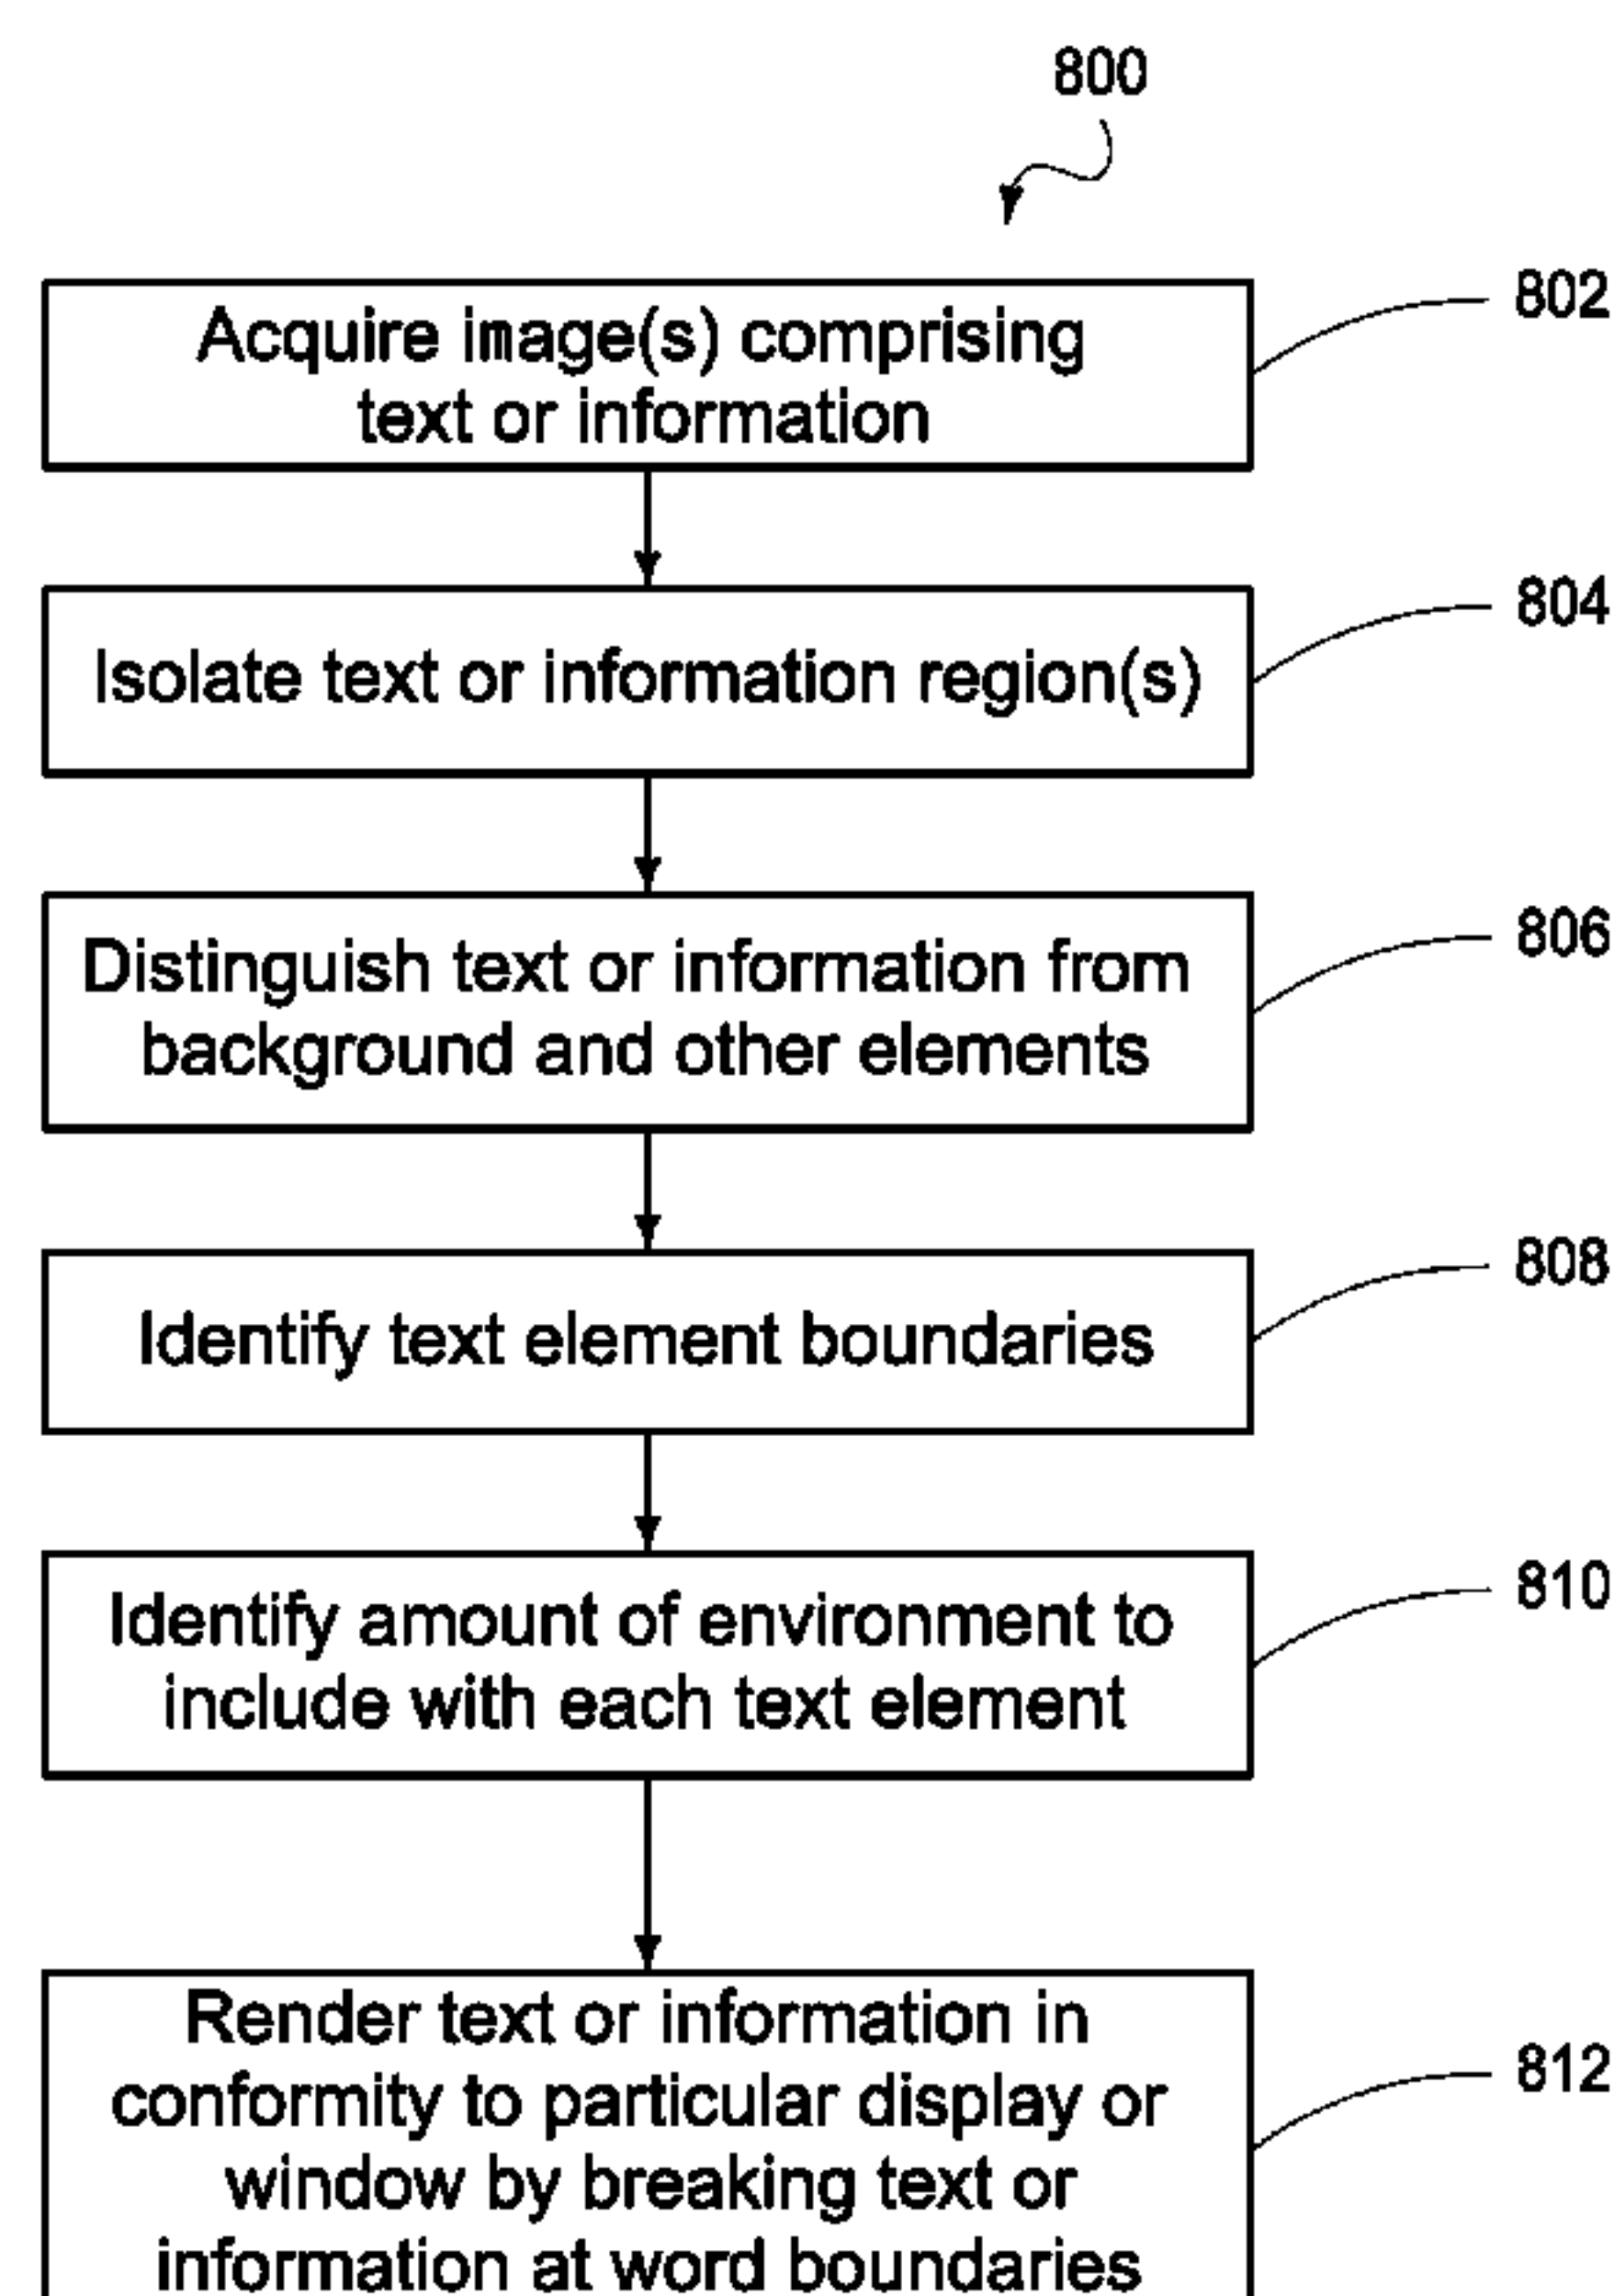 800
802
Acquire image(s) comprising
text or information
804
Isolate text or information region(s)
806
Distinguish text or information from
background and other elements
808
Identify text element boundaries
810
Identify amount of environment to
include with each text element
812
Render text or information in
conformity to particular display or
window by breaking text or
information at word boundaries